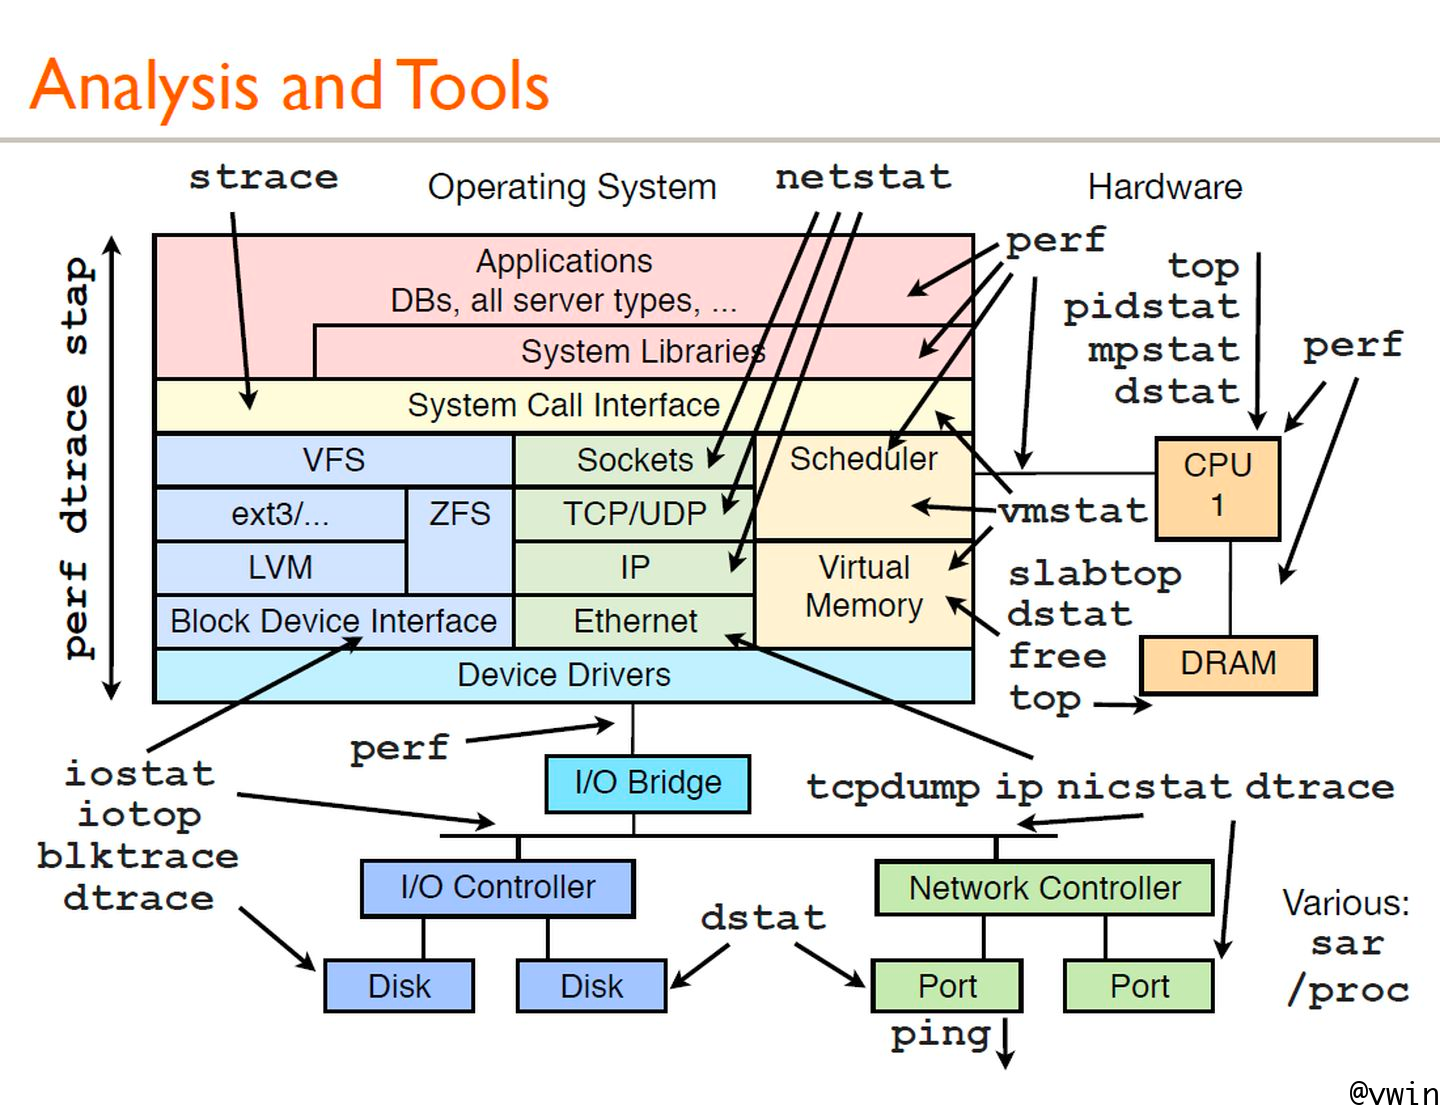 Analysis and Tools
strace
Operating System
netstat
Hardware
perf
top
pidstat
mpstat
dstat
perf
perf dtrace stap
Applications
DBs, all server types, ...
System Libraries
System Call Interface
VFS
Sockets
Scheduler
ext3/...
ZFS
TCP/UDP
LVM
IP
Virtual
Memory
Block Device Interface
Ethernet
Device Drivers
vmstat
CPU
1
slabtop
dstat
free
top
DRAM
perf
I/O Bridge
iostat
iotop
blktrace
dtrace
tcpdump ip nicstat dtrace
I/O Controller
Network Controller
dstat
Disk
Disk
Port
Port
ping
Various:
sar
/proc
@vwin